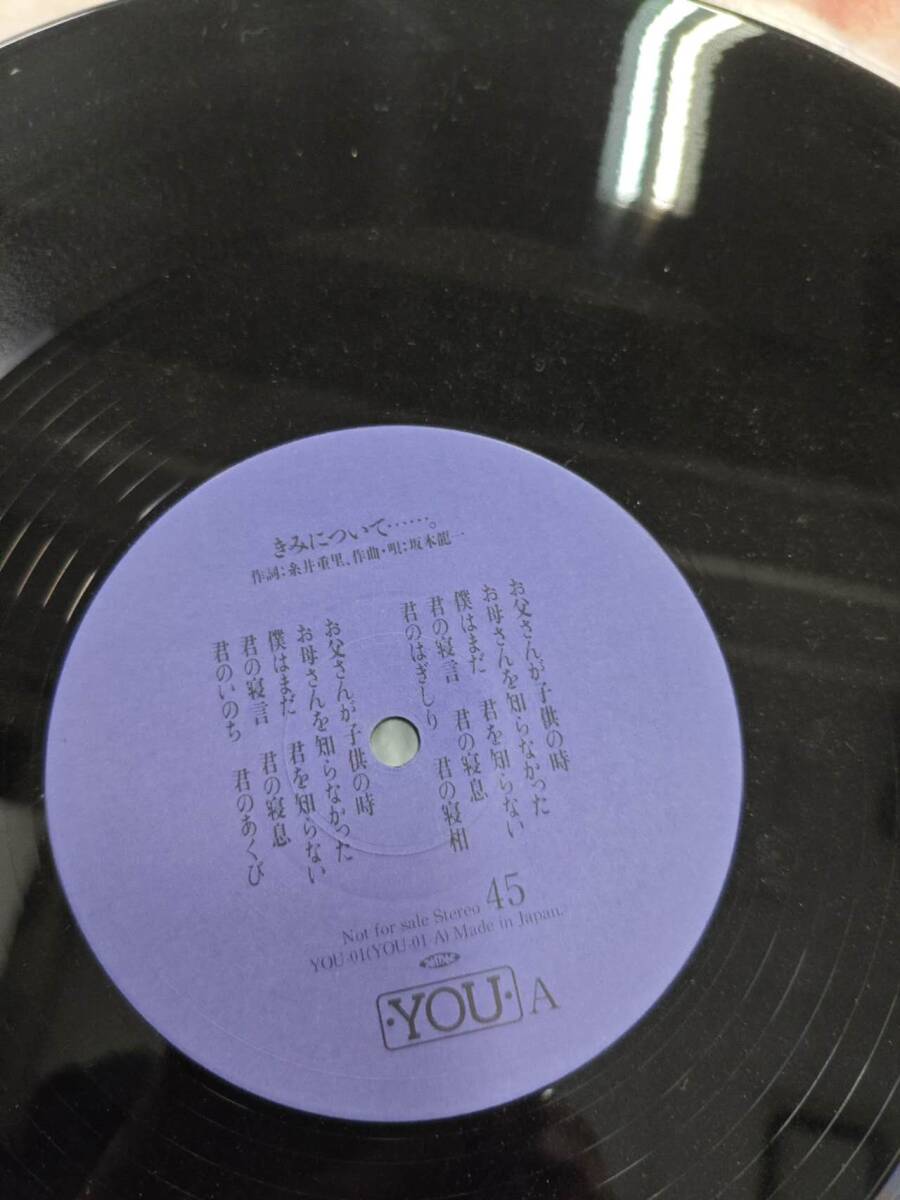 きみについて……。
作詞：糸井重里、作曲・唄：坂本龍一
お父さんが子供の時
お母さんを知らなかった
僕はまだ　君を知らない
君の寝言　君の寝息　君の寝相
君のはぎしり
お父さんが子供の時
お母さんを知らなかった
僕はまだ　君を知らない
君の寝言　君の寝息　君のあくび
君のいのち
Not for sale Stereo 45
YOU-01(YOU-01 A) Made in Japan.
・YOU・ A